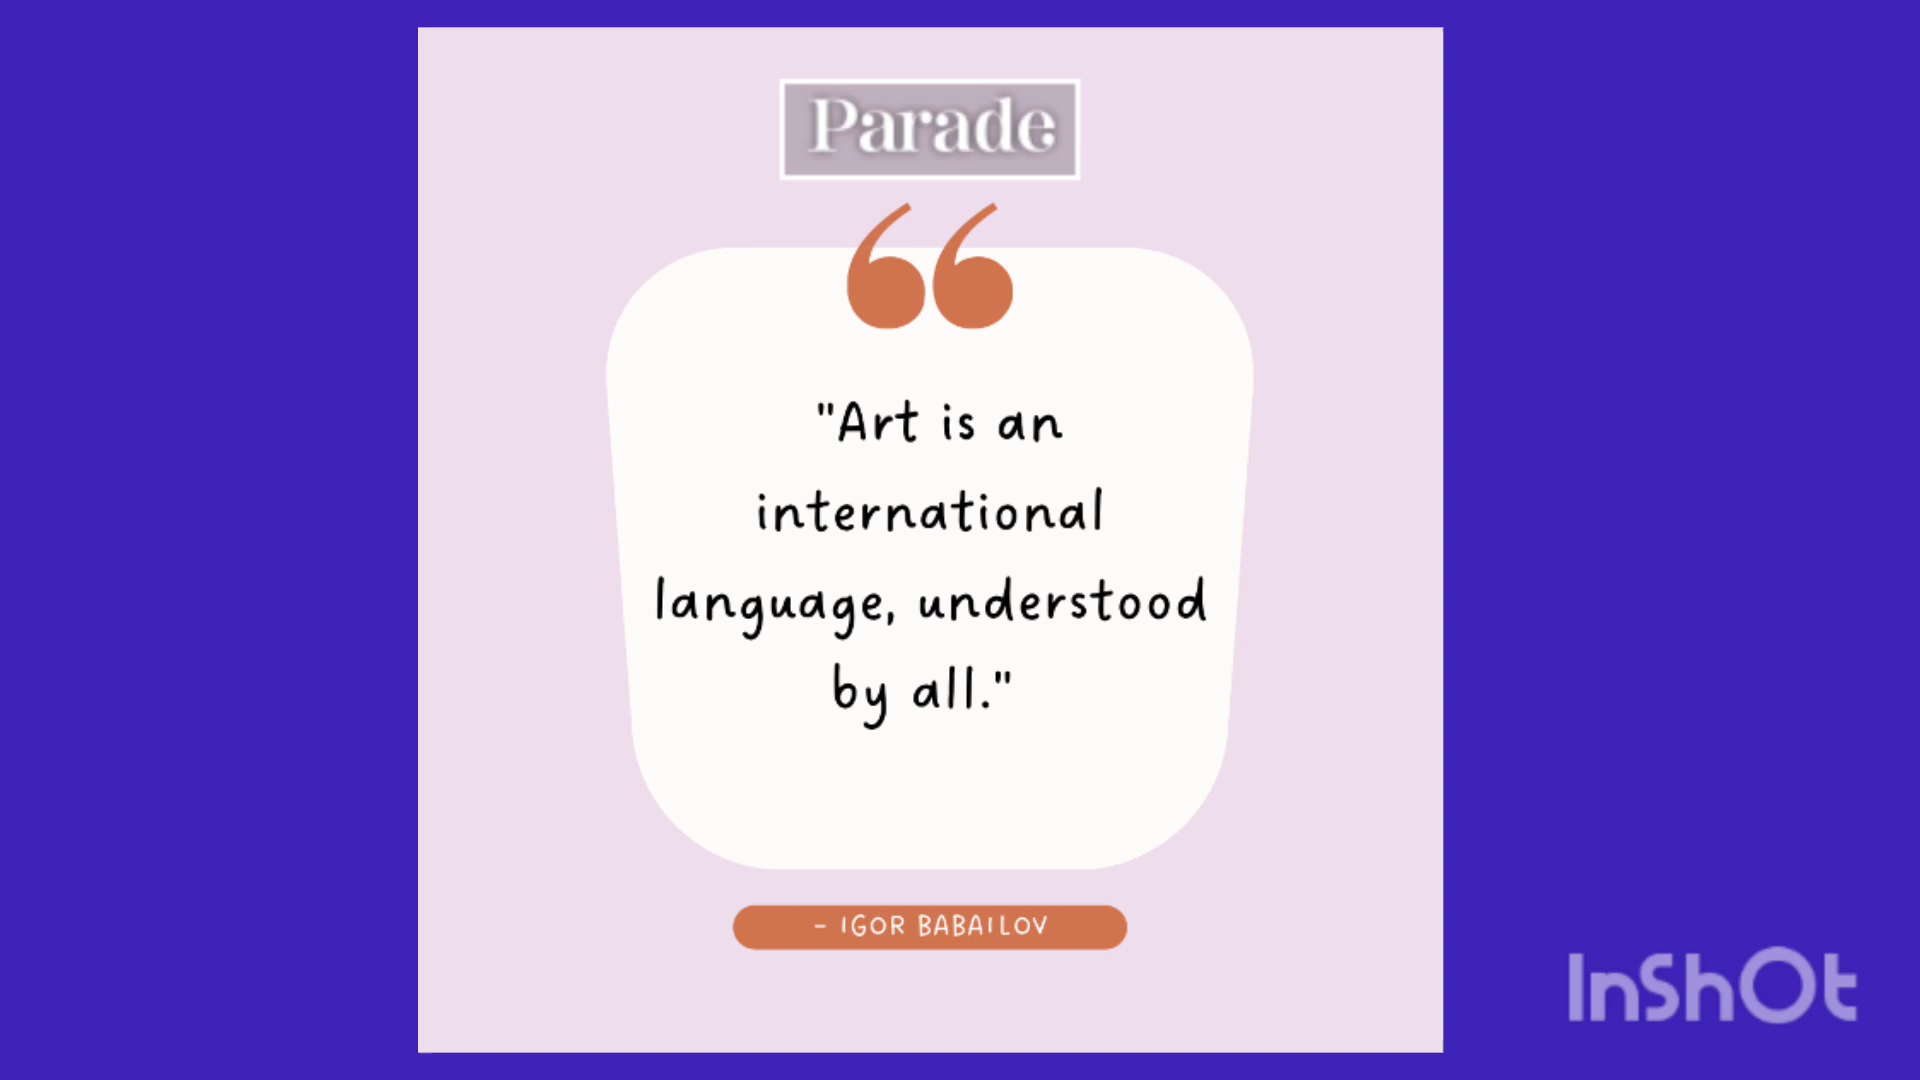 Parade
"Art is an
international
language, understood
by all."
- IGOR BABAILOV
InShOt